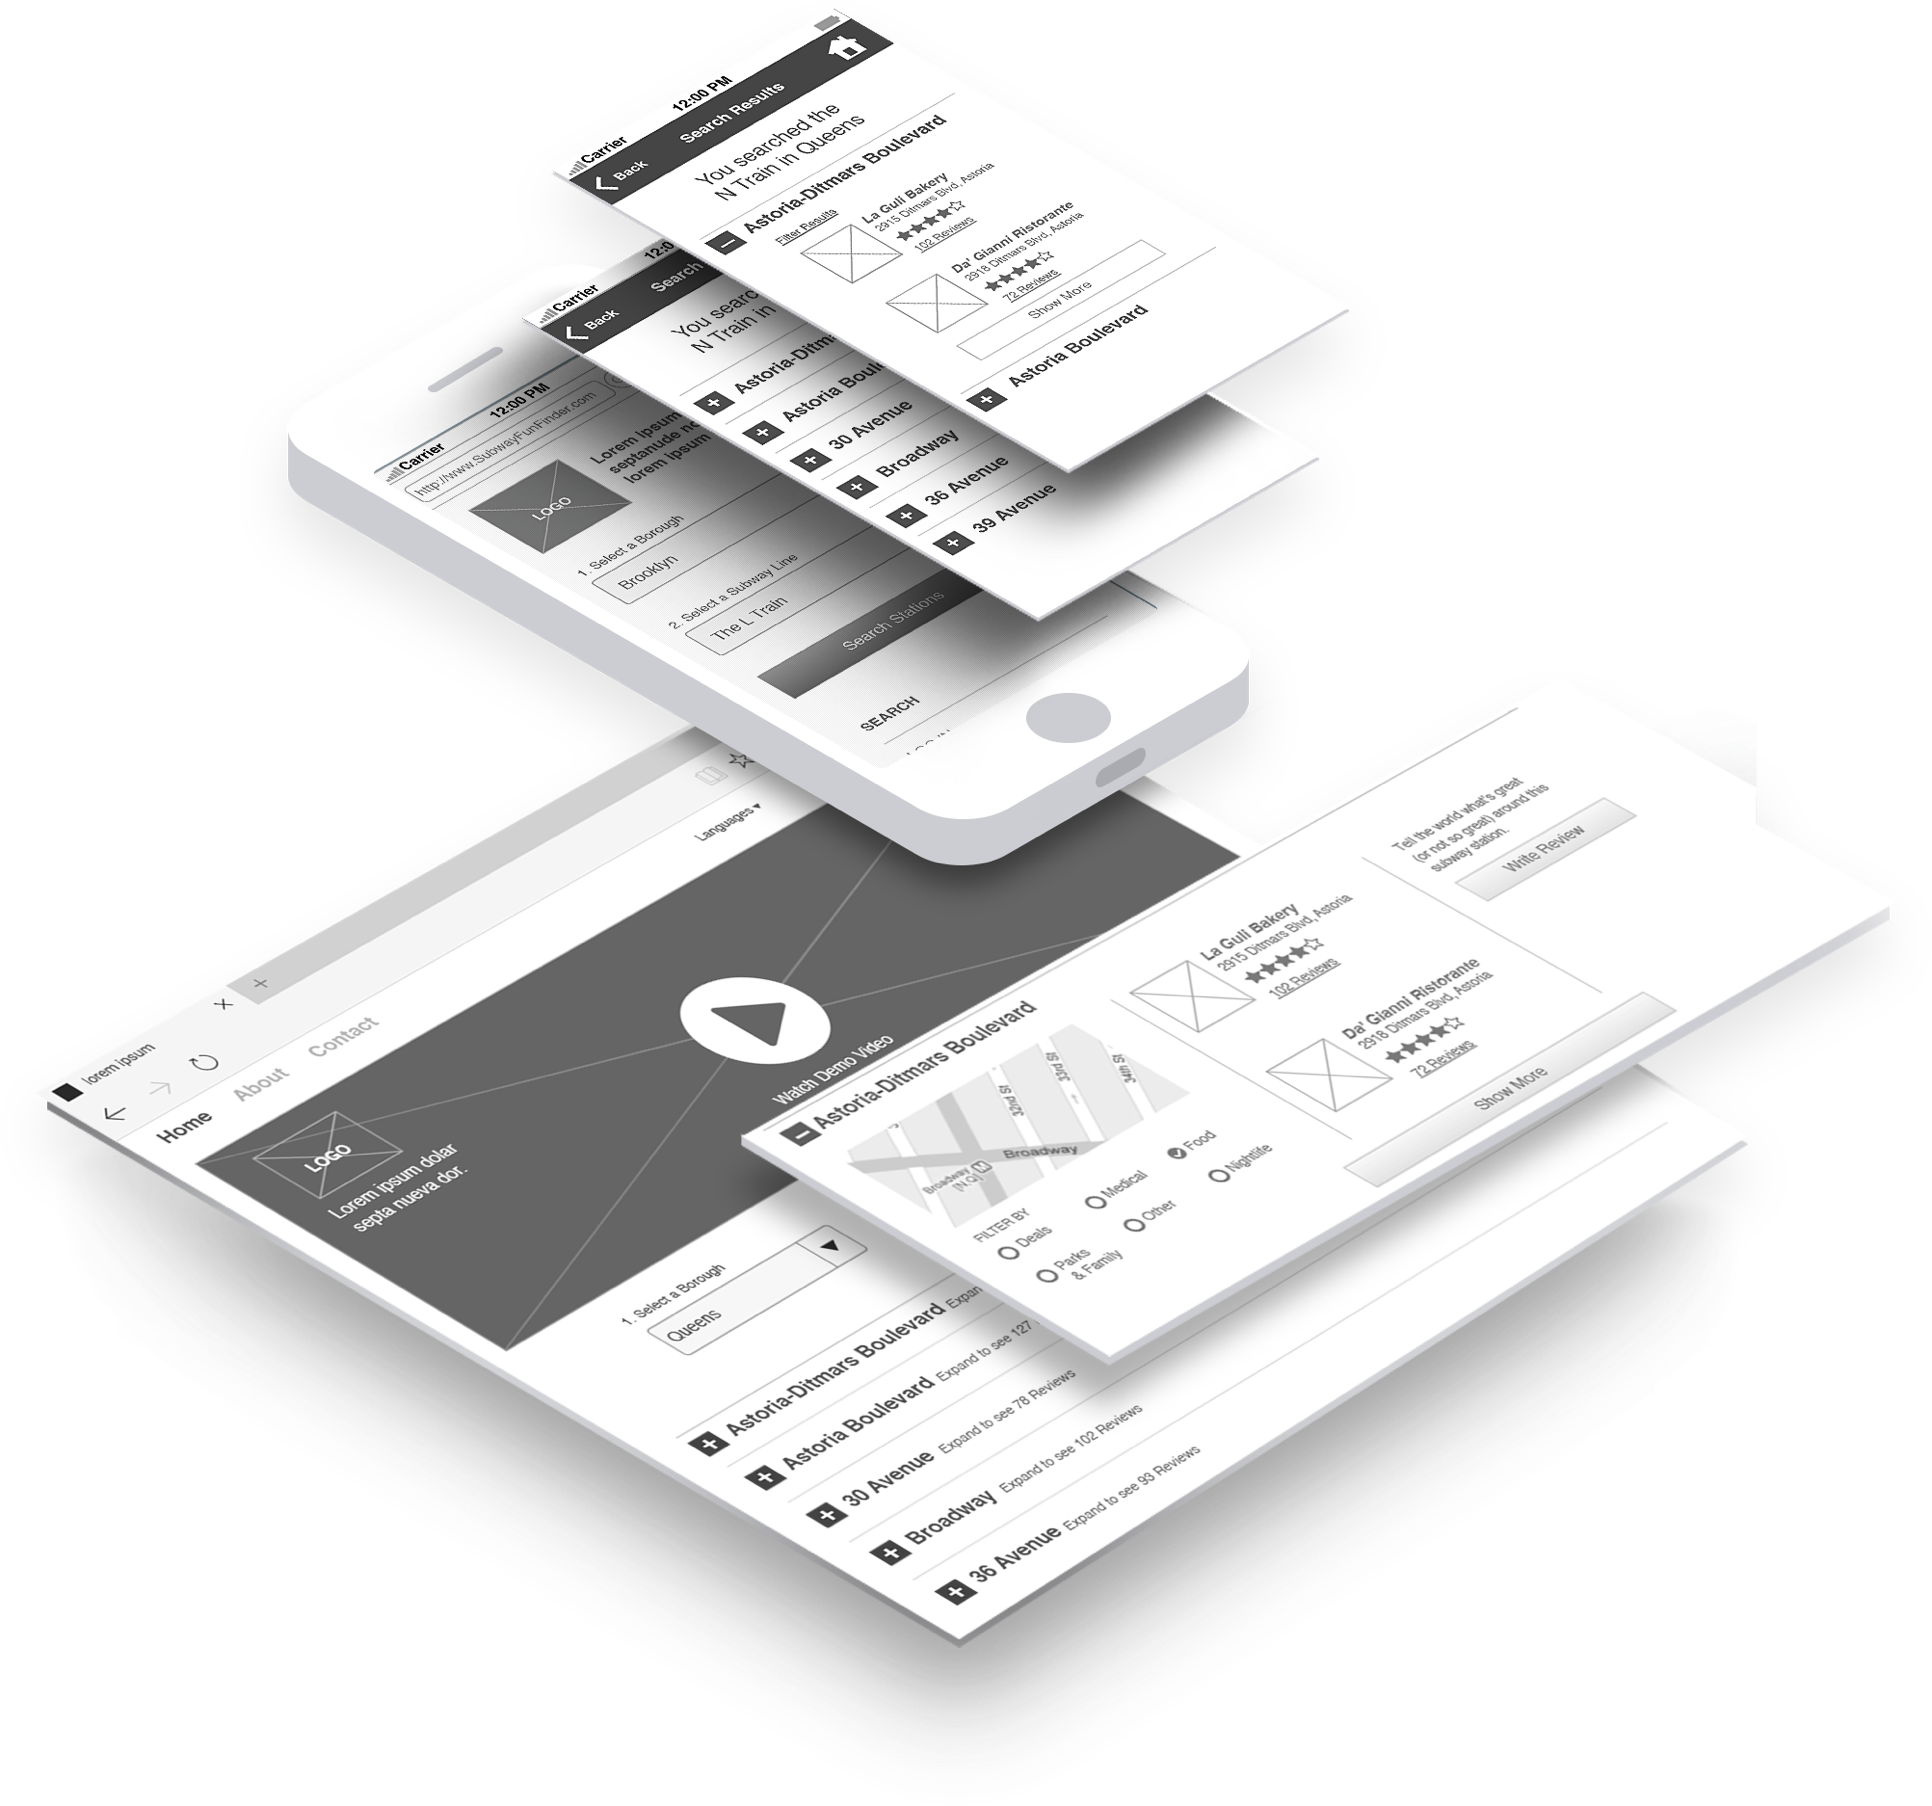 Carrier
12:00 PM
Back
Search Results
You searched the
N Train in Queens
Astoria-Ditmars Boulevard
Filter Results
La Guli Bakery
2915 Ditmars Blvd, Astoria
102 Reviews
Da' Gianni Ristorante
2918 Ditmars Blvd, Astoria
72 Reviews
Show More
Astoria Boulevard
Carrier
12:0
Back
Search
You searc
N Train in
Astoria-Ditm
Astoria Boul
30 Avenue
Broadway
36 Avenue
39 Avenue
Carrier
12:00 PM
http://www.SubwayFunFinder.com
LOGO
Lorem ipsum
septanude no
lorem ipsum
1. Select a Borough
Brooklyn
2. Select a Subway Line
The L Train
Search Stations
SEARCH
lorem ipsum
Home
About
Contact
Languages
LOGO
Lorem ipsum dolar
septa nueva dor.
Watch Demo Video
1. Select a Borough
Queens
Astoria-Ditmars Boulevard Expan
Astoria Boulevard Expand to see 127
30 Avenue Expand to see 78 Reviews
Broadway Expand to see 102 Reviews
36 Avenue Expand to see 93 Reviews
Astoria-Ditmars Boulevard
32nd St
33rd St
34th St
Broadway
Broadway
[N,Q] M
FILTER BY
Deals
Medical
Food
Parks
& Family
Other
Nightlife
La Guli Bakery
2915 Ditmars Blvd, Astoria
102 Reviews
Da' Gianni Ristorante
2918 Ditmars Blvd, Astoria
72 Reviews
Show More
Tell the world what's great
(or not so great) around this
subway station.
Write Review